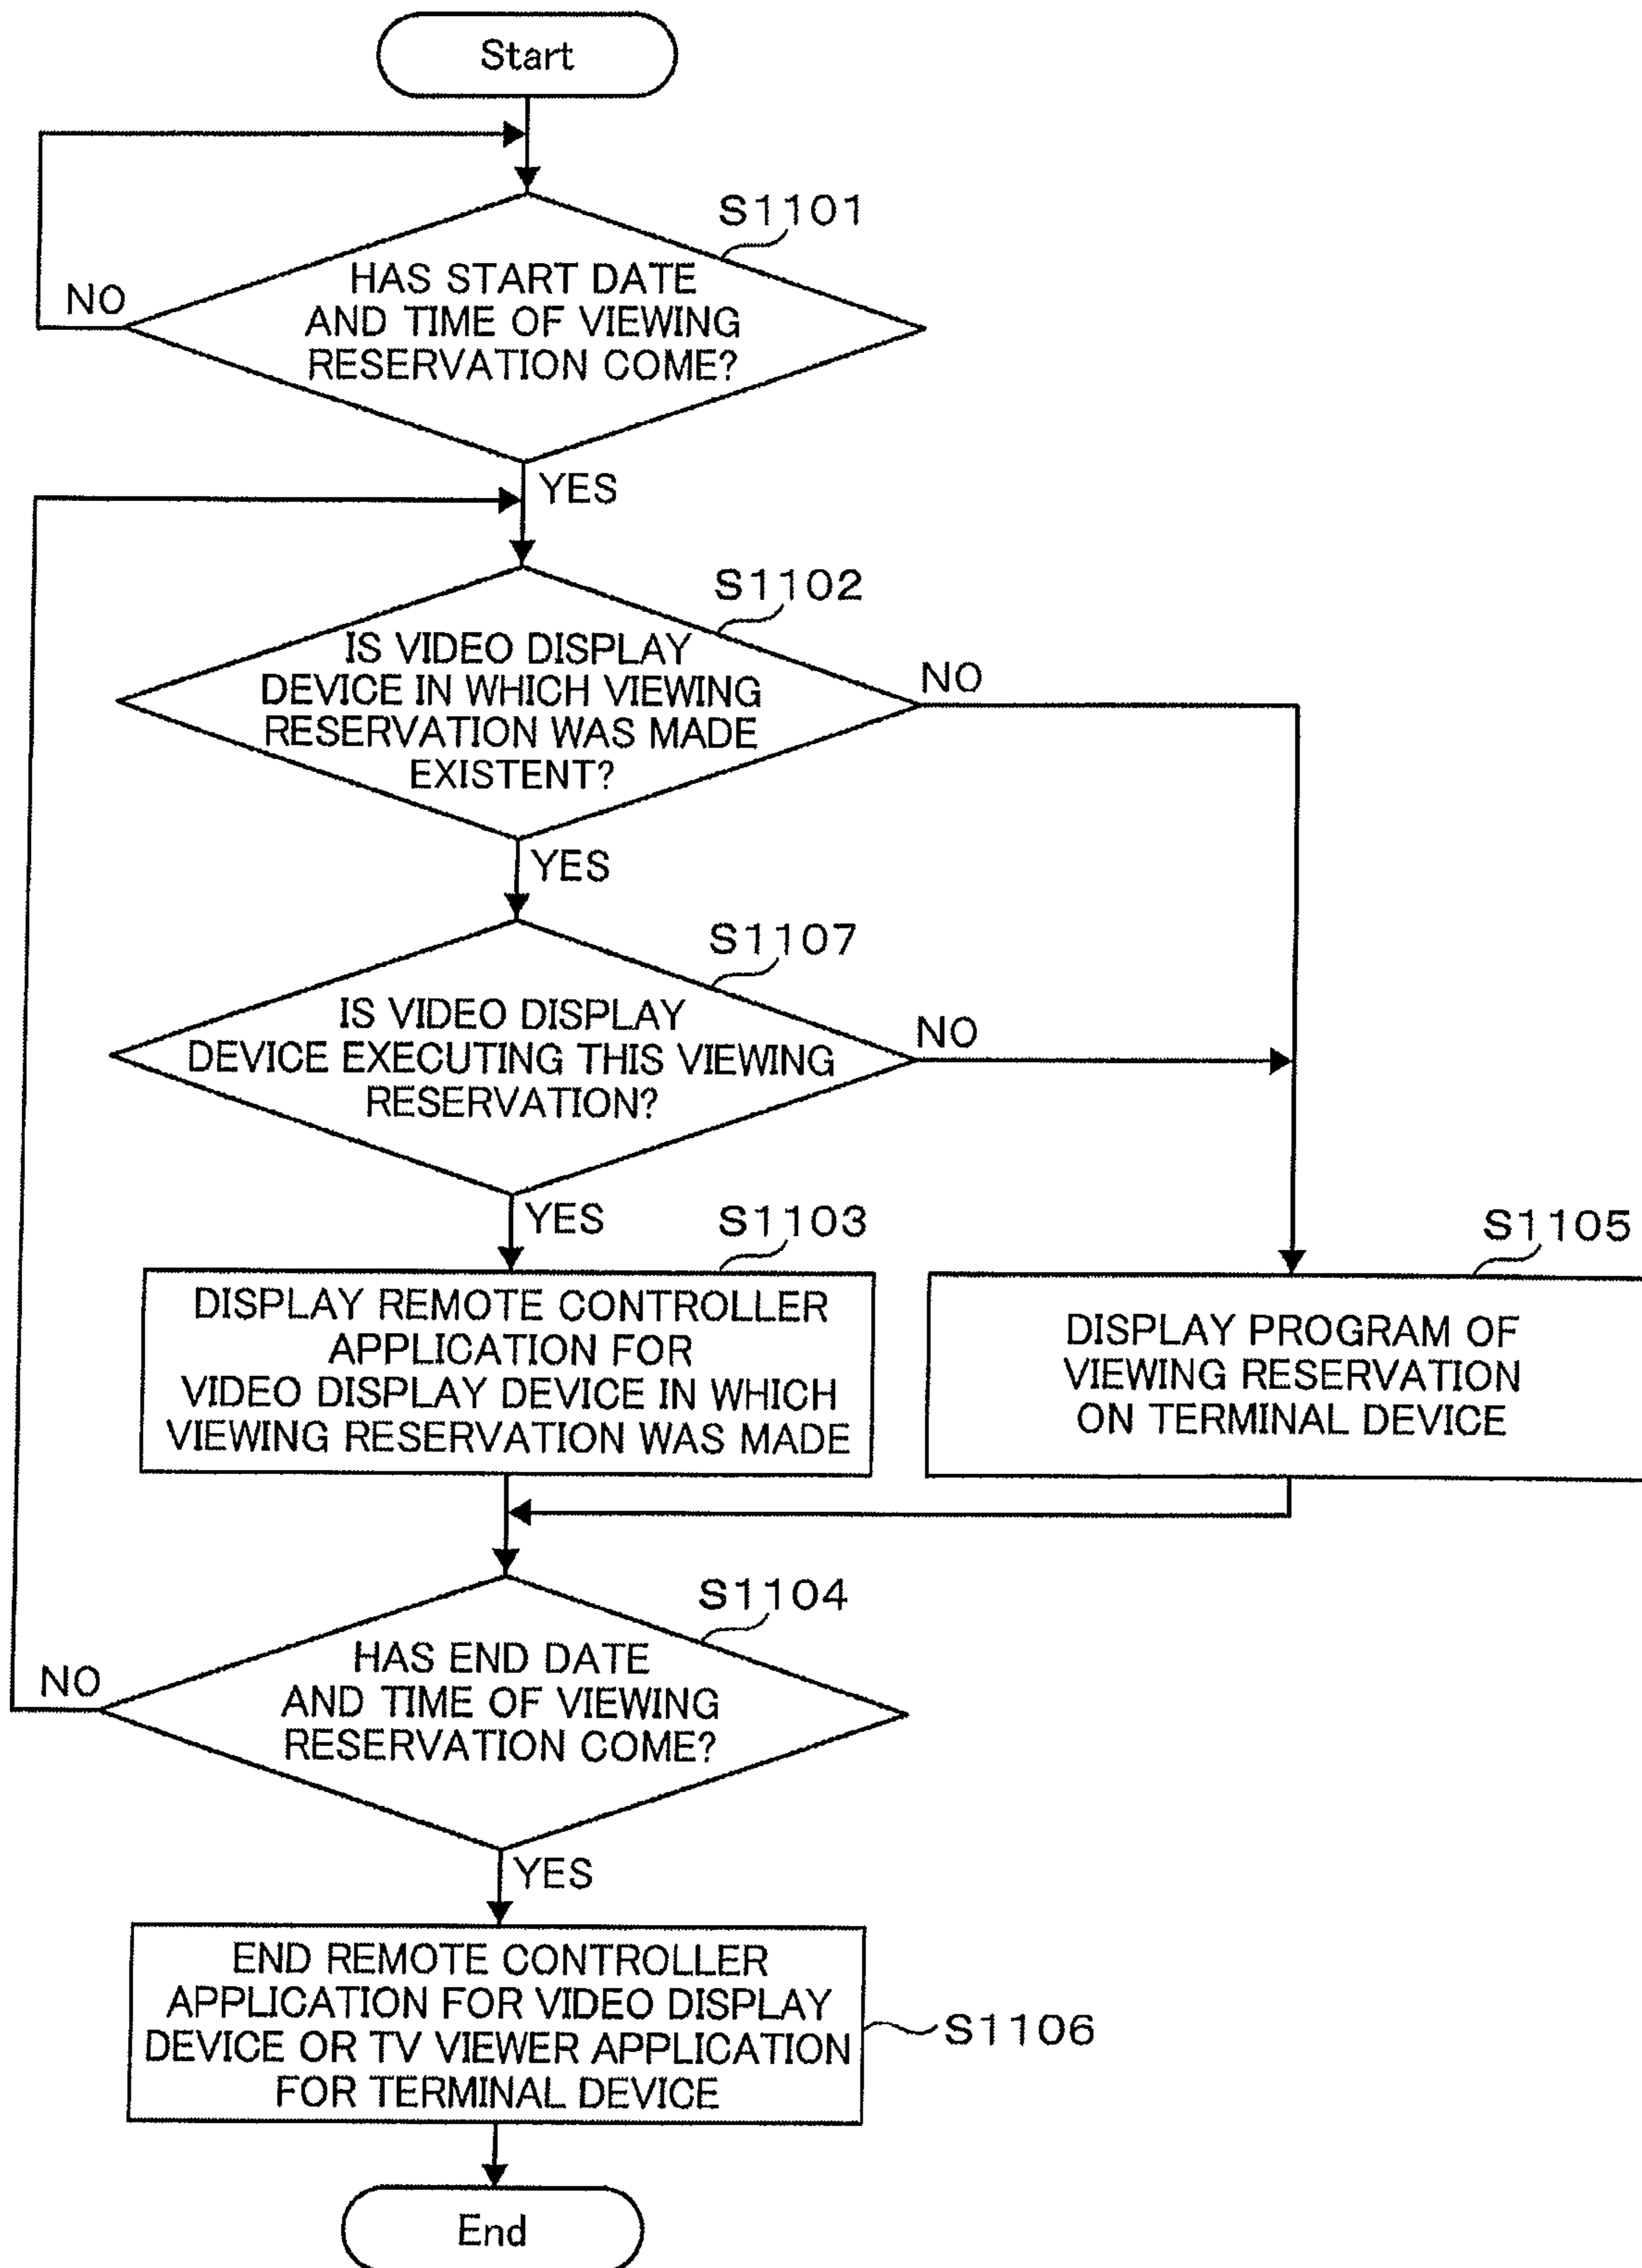 Start
S1101
HAS START DATE
AND TIME OF VIEWING
RESERVATION COME?
NO
YES
S1102
IS VIDEO DISPLAY
DEVICE IN WHICH VIEWING
RESERVATION WAS MADE
EXISTENT?
NO
YES
S1107
IS VIDEO DISPLAY
DEVICE EXECUTING THIS VIEWING
RESERVATION?
NO
YES
S1103
DISPLAY REMOTE CONTROLLER
APPLICATION FOR
VIDEO DISPLAY DEVICE IN WHICH
VIEWING RESERVATION WAS MADE
S1105
DISPLAY PROGRAM OF
VIEWING RESERVATION
ON TERMINAL DEVICE
S1104
HAS END DATE
AND TIME OF VIEWING
RESERVATION COME?
NO
YES
END REMOTE CONTROLLER
APPLICATION FOR VIDEO DISPLAY
DEVICE OR TV VIEWER APPLICATION
FOR TERMINAL DEVICE
S1106
End